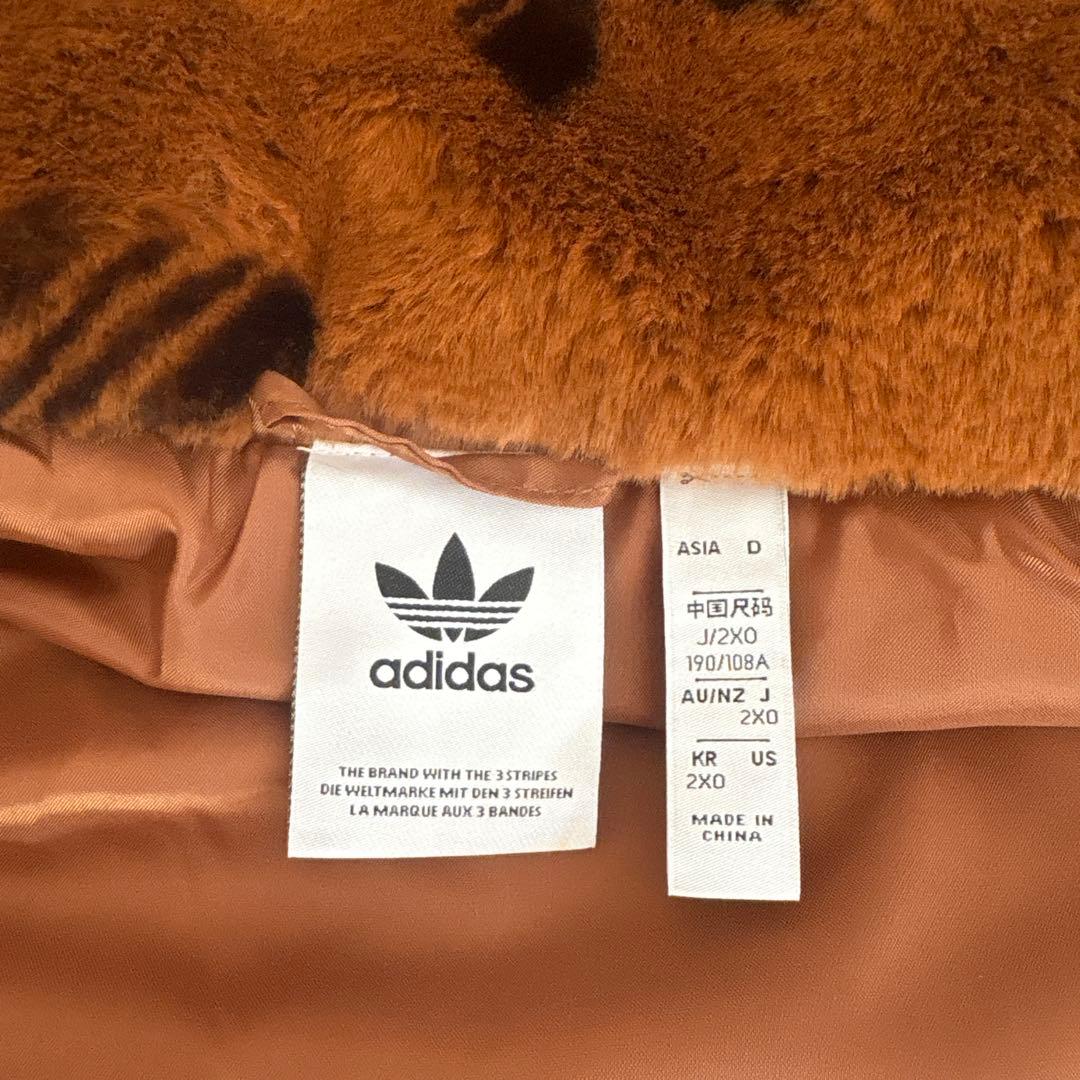 adidas
THE BRAND WITH THE 3 STRIPES
DIE WELTMARKE MIT DEN 3 STREIFEN
LA MARQUE AUX 3 BANDES
ASIA D
中国尺码
J/2XO
190/108A
AU/NZ J
2XO
KR US
2XO
MADE IN
CHINA